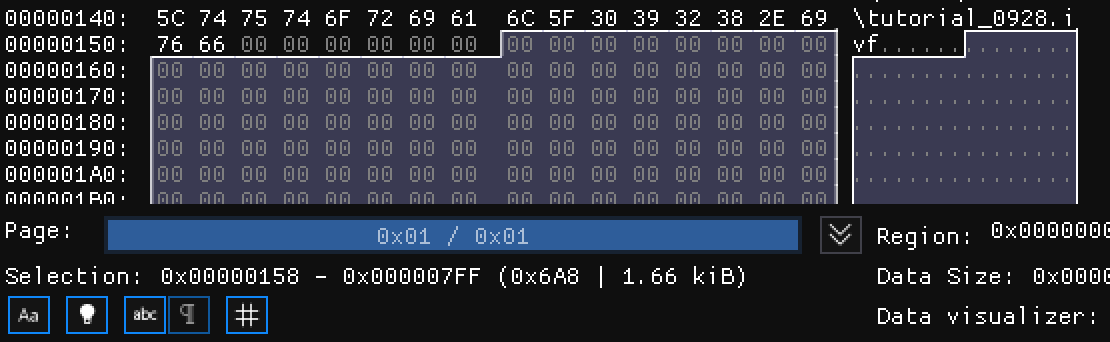 00000140: 5C 74 75 74 6F 72 69 61 6C 5F 30 39 32 38 2E 69 \tutorial_0928.i
00000150: 76 66 00 00 00 00 00 00 00 00 00 00 00 00 00 00 vf..............
00000160: 00 00 00 00 00 00 00 00 00 00 00 00 00 00 00 00 ................
00000170: 00 00 00 00 00 00 00 00 00 00 00 00 00 00 00 00 ................
00000180: 00 00 00 00 00 00 00 00 00 00 00 00 00 00 00 00 ................
00000190: 00 00 00 00 00 00 00 00 00 00 00 00 00 00 00 00 ................
000001A0: 00 00 00 00 00 00 00 00 00 00 00 00 00 00 00 00 ................
000001B0: 00 00 00 00 00 00 00 00 00 00 00 00 00 00 00 00
Page: 0x01 / 0x01 Region: 0x0000000
Selection: 0x00000158 - 0x000007FF (0x6A8 | 1.66 kiB) Data Size: 0x0000
Aa abc ¶ # Data visualizer: